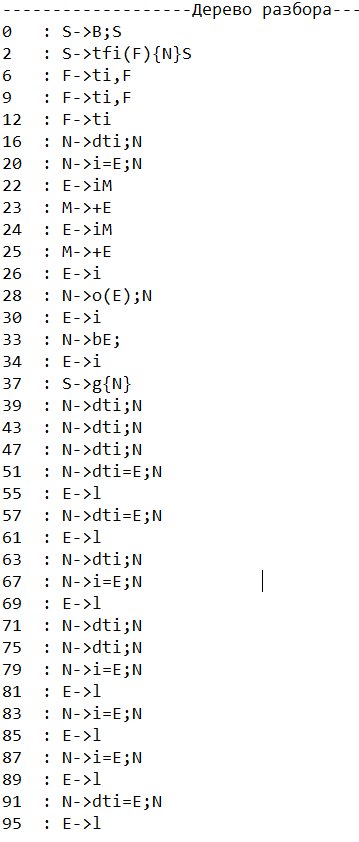 -------------------Дерево разбора---
0 : S->B;S
2 : S->tfi(F){N}S
6 : F->ti,F
9 : F->ti,F
12 : F->ti
16 : N->dti;N
20 : N->i=E;N
22 : E->iM
23 : M->+E
24 : E->iM
25 : M->+E
26 : E->i
28 : N->o(E);N
30 : E->i
33 : N->bE;
34 : E->i
37 : S->g{N}
39 : N->dti;N
43 : N->dti;N
47 : N->dti;N
51 : N->dti=E;N
55 : E->l
57 : N->dti=E;N
61 : E->l
63 : N->dti;N
67 : N->i=E;N
69 : E->l
71 : N->dti;N
75 : N->dti;N
79 : N->i=E;N
81 : E->l
83 : N->i=E;N
85 : E->l
87 : N->i=E;N
89 : E->l
91 : N->dti=E;N
95 : E->l